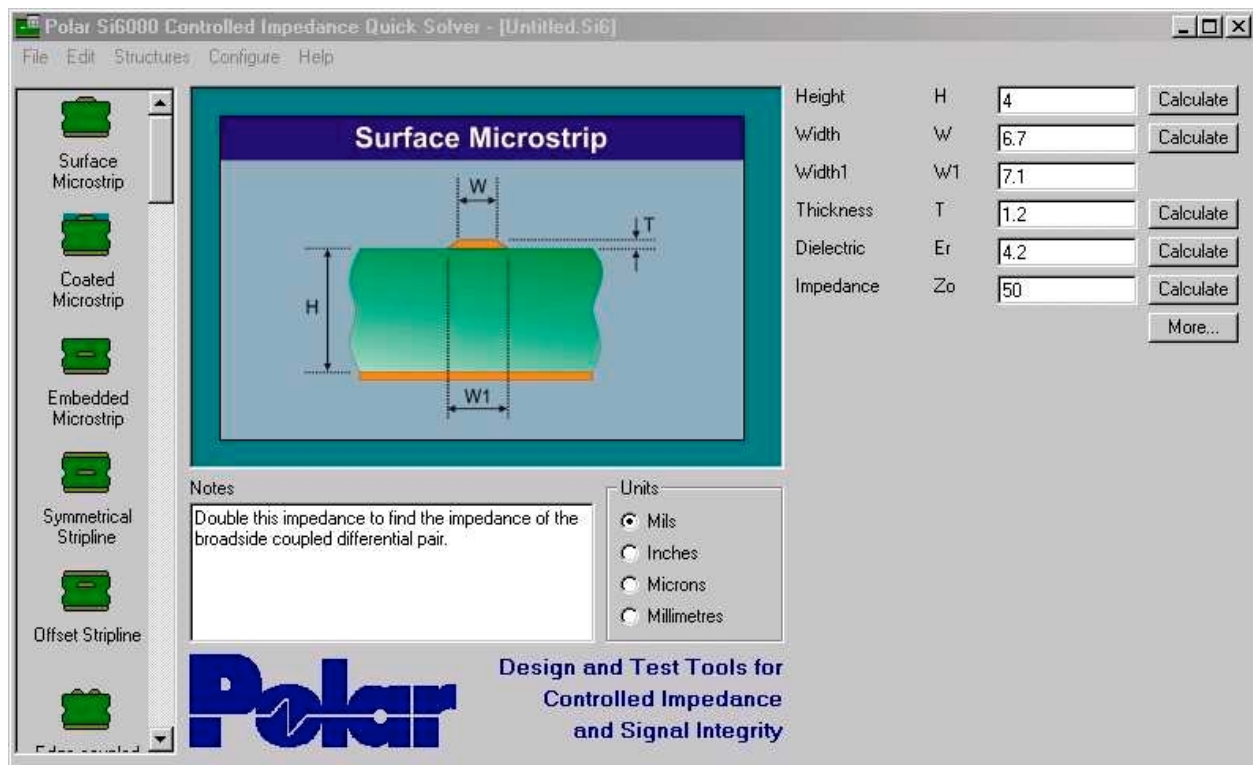 Polar Si6000 Controlled Impedance Quick Solver - [Untitled.Si6]
File Edit Structures Configure Help
Surface
Microstrip
Coated
Microstrip
Embedded
Microstrip
Symmetrical
Stripline
Offset Stripline
Surface Microstrip
W
T
H
W1
Height H 4 Calculate
Width W 6.7 Calculate
Width1 W1 7.1
Thickness T 1.2 Calculate
Dielectric Er 4.2 Calculate
Impedance Zo 50 Calculate
More...
Notes
Double this impedance to find the impedance of the
broadside coupled differential pair.
Units
Mils
Inches
Microns
Millimetres
Polar
Design and Test Tools for
Controlled Impedance
and Signal Integrity